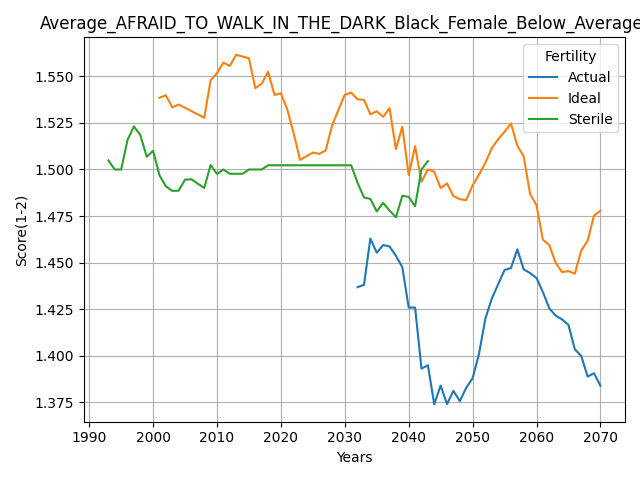 Average_AFRAID_TO_WALK_IN_THE_DARK_Black_Female_Below_Average
Fertility
Actual
Ideal
Sterile
Score(1-2)
1.550
1.525
1.500
1.475
1.450
1.425
1.400
1.375
1990 2000 2010 2020 2030 2040 2050 2060 2070
Years